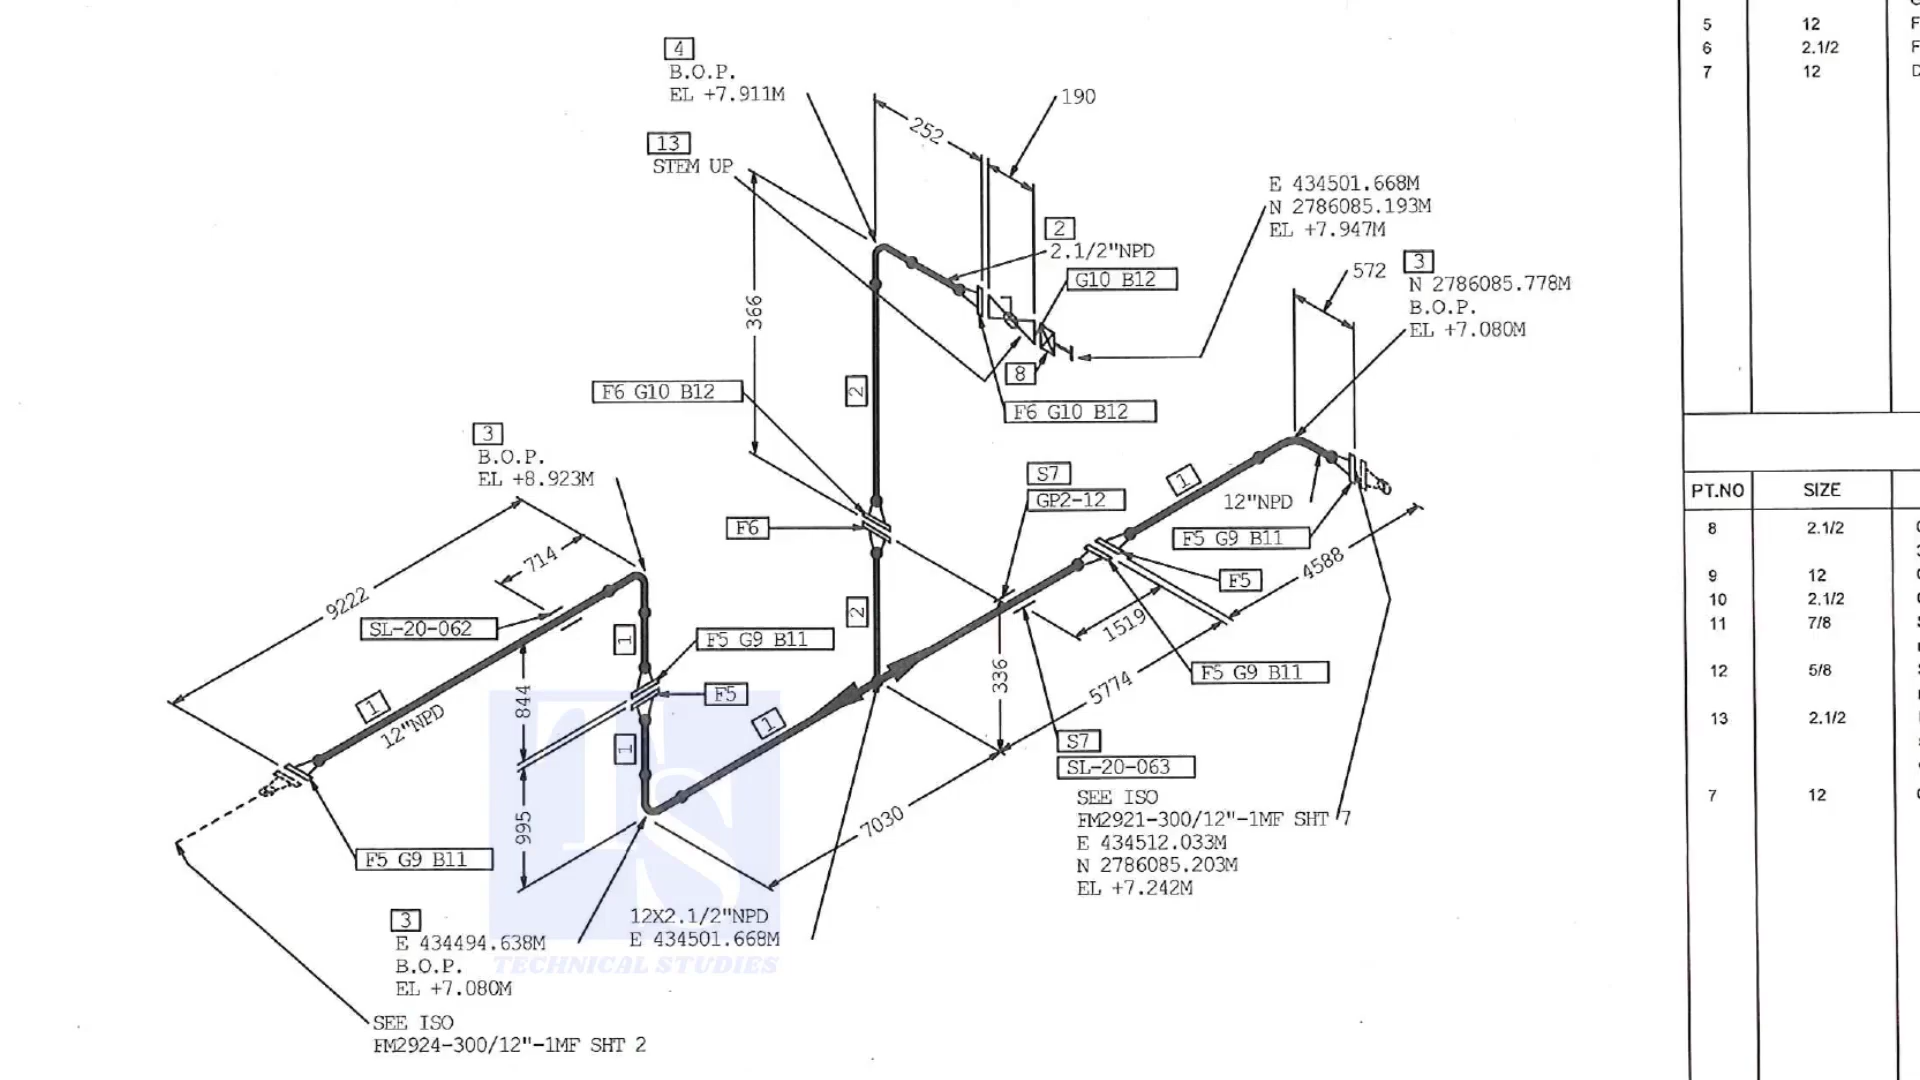 4
B.O.P.
EL +7.911M
13
STEM UP
252
190
2
2.1/2"NPD
G10 B12
E 434501.668M
N 2786085.193M
EL +7.947M
572
3
N 2786085.778M
B.O.P.
EL +7.080M
366
8
F6 G10 B12
F6 G10 B12
2
3
B.O.P.
EL +8.923M
S7
GP2-12
1
12"NPD
F6
F5 G9 B11
4588
F5
714
9222
SL-20-062
1
F5 G9 B11
2
1519
336
F5 G9 B11
5774
844
F5
1
12"NPD
1
1
S7
SL-20-063
7030
995
SEE ISO
FM2921-300/12"-1MF SHT 7
E 434512.033M
N 2786085.203M
EL +7.242M
F5 G9 B11
3
E 434494.638M
B.O.P.
EL +7.080M
12X2.1/2"NPD
E 434501.668M
TS
TECHNICAL STUDIES
SEE ISO
FM2924-300/12"-1MF SHT 2
5 12 F
6 2.1/2 F
7 12
PT.NO SIZE
8 2.1/2
9 12
10 2.1/2
11 7/8
12 5/8
13 2.1/2
7 12